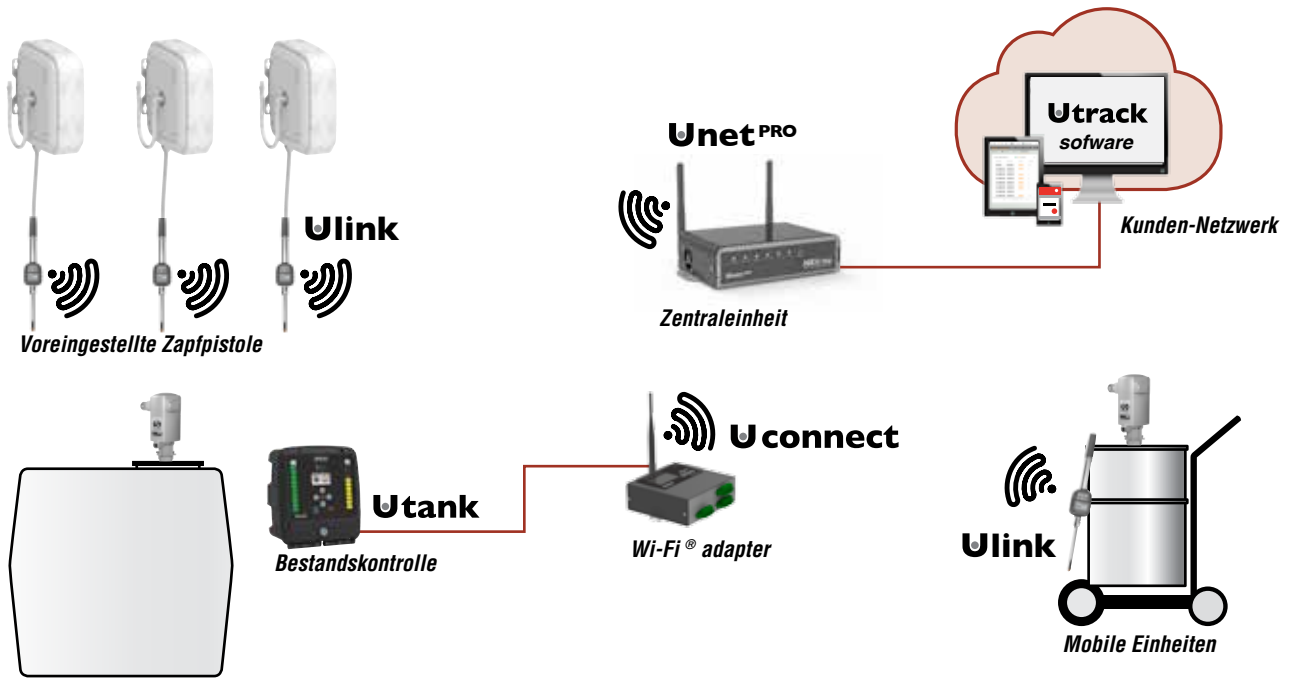 Utrack
sofware
Unet PRO
Kunden-Netzwerk
Ulink
Zentraleinheit
Voreingestellte Zapfpistole
Uconnect
Utank
Wi-Fi ® adapter
Bestandskontrolle
Ulink
Mobile Einheiten